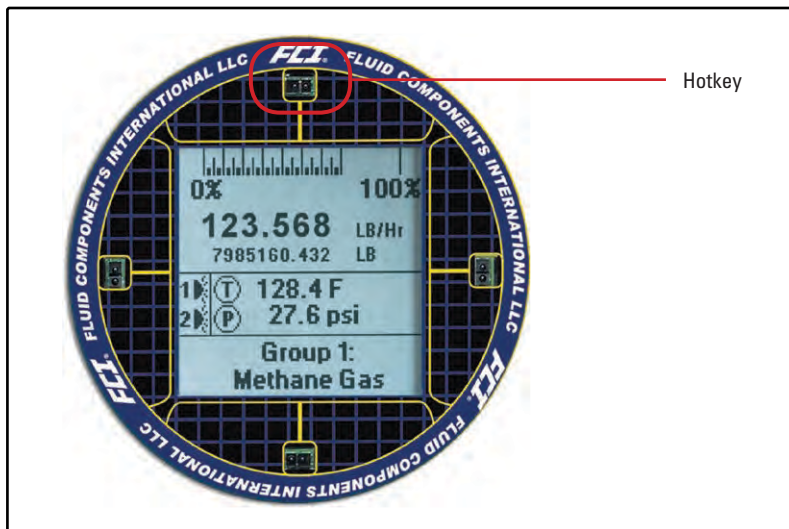 FCI. FLUID COMPONENTS INTERNATIONAL LLC
FCI. FLUID COMPONENTS INTERNATIONAL LLC
FCI. FLUID COMPONENTS INTERNATIONAL LLC
Hotkey
0% 100%
123.568 LB/Hr
7985160.432 LB
1 T 128.4 F
2 P 27.6 psi
Group 1:
Methane Gas